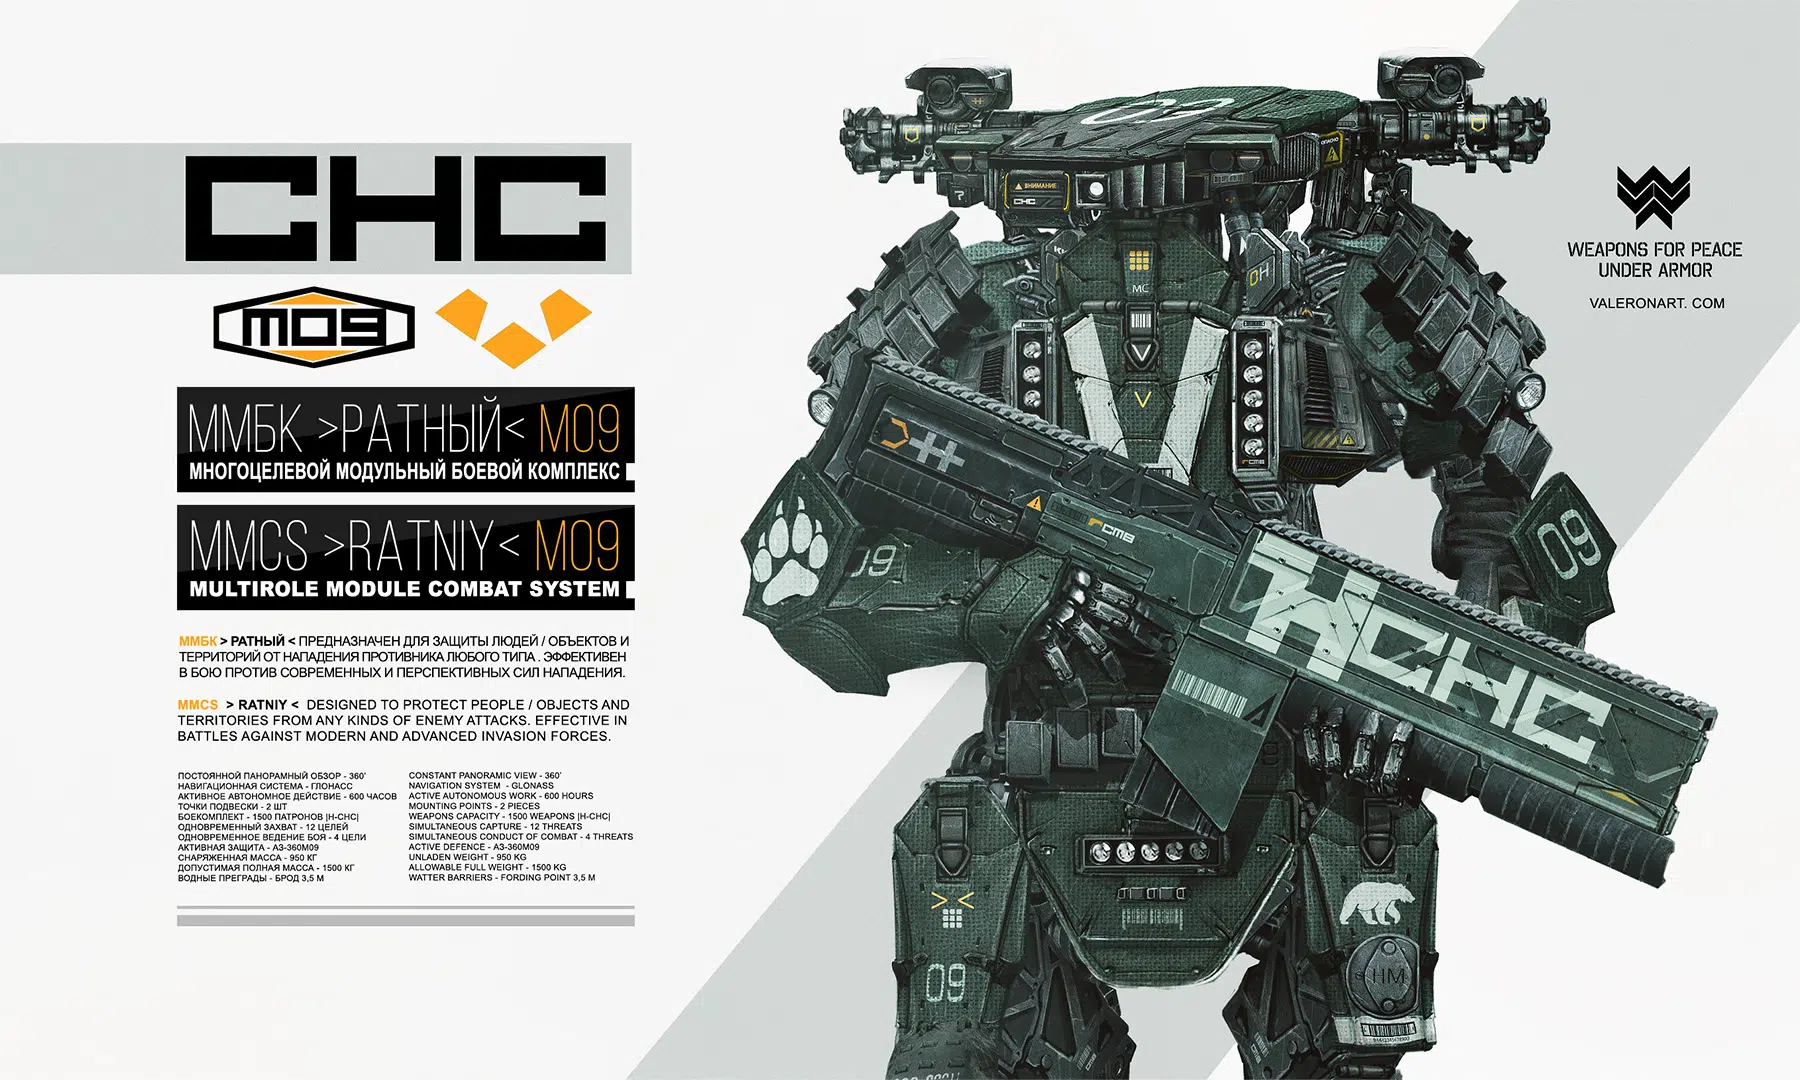 CHC
M09
ММБК >РАТНЫЙ< М09
МНОГОЦЕЛЕВОЙ МОДУЛЬНЫЙ БОЕВОЙ КОМПЛЕКС
MMCS >RATNIY< M09
MULTIROLE MODULE COMBAT SYSTEM
ММБК > РАТНЫЙ < ПРЕДНАЗНАЧЕН ДЛЯ ЗАЩИТЫ ЛЮДЕЙ / ОБЪЕКТОВ И
ТЕРРИТОРИЙ ОТ НАПАДЕНИЯ ПРОТИВНИКА ЛЮБОГО ТИПА . ЭФФЕКТИВЕН
В БОЮ ПРОТИВ СОВРЕМЕННЫХ И ПЕРСПЕКТИВНЫХ СИЛ НАПАДЕНИЯ.
MMCS > RATNIY < DESIGNED TO PROTECT PEOPLE / OBJECTS AND
TERRITORIES FROM ANY KINDS OF ENEMY ATTACKS. EFFECTIVE IN
BATTLES AGAINST MODERN AND ADVANCED INVASION FORCES.
ПОСТОЯННОЙ ПАНОРАМНЫЙ ОБЗОР - 360'
НАВИГАЦИОННАЯ СИСТЕМА - ГЛОНАСС
АКТИВНОЕ АВТОНОМНОЕ ДЕЙСТВИЕ - 600 ЧАСОВ
ТОЧКИ ПОДВЕСКИ - 2 ШТ
БОЕКОМПЛЕКТ - 1500 ПАТРОНОВ |H-CHC|
ОДНОВРЕМЕННЫЙ ЗАХВАТ - 12 ЦЕЛЕЙ
ОДНОВРЕМЕННОЕ ВЕДЕНИЕ БОЯ - 4 ЦЕЛИ
АКТИВНАЯ ЗАЩИТА - АЗ-360М09
СНАРЯЖЕННАЯ МАССА - 950 КГ
ДОПУСТИМАЯ ПОЛНАЯ МАССА - 1500 КГ
ВОДНЫЕ ПРЕГРАДЫ - БРОД 3,5 М
CONSTANT PANORAMIC VIEW - 360'
NAVIGATION SYSTEM - GLONASS
ACTIVE AUTONOMOUS WORK - 600 HOURS
MOUNTING POINTS - 2 PIECES
WEAPONS CAPACITY - 1500 WEAPONS |H-CHC|
SIMULTANEOUS CAPTURE - 12 THREATS
SIMULTANEOUS CONDUCT OF COMBAT - 4 THREATS
ACTIVE DEFENCE - АЗ-360М09
UNLADEN WEIGHT - 950 KG
ALLOWABLE FULL WEIGHT - 1500 KG
WATTER BARRIERS - FORDING POINT 3,5 M
WEAPONS FOR PEACE
UNDER ARMOR
VALERONART. COM
ОПАСНО
ВНИМАНИЕ
CHC
MC
09
09
09
HCHC
09
HM